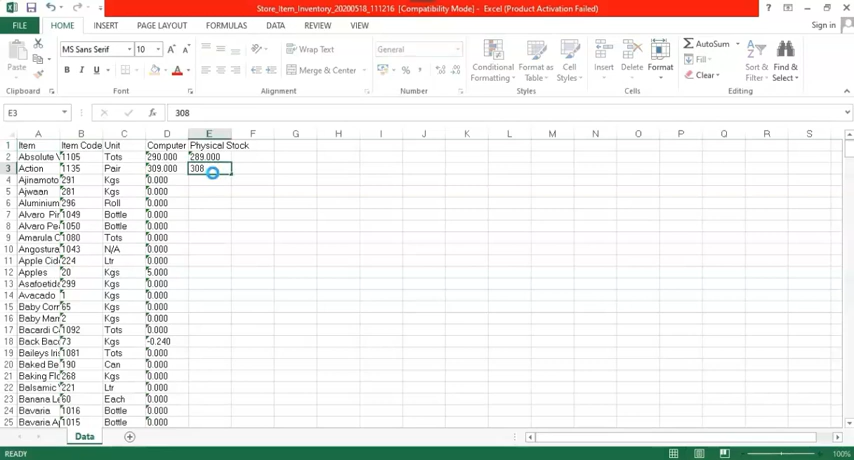 Store_Item_Inventory_20200518_111216 [Compatibility Mode] - Excel (Product Activation Failed)
FILE HOME INSERT PAGE LAYOUT FORMULAS DATA REVIEW VIEW Sign in
Paste
MS Sans Serif 10 Wrap Text General
B I U Merge & Center
Conditional Formatting Format as Table Cell Styles
Insert Delete Format
AutoSum
Fill
Clear
Sort & Filter Find & Select
Clipboard Font Alignment Number Styles Cells Editing
E3 fx 308
A B C D E F G H I J K L M N O P Q R S
1 Item Item Code Unit Computer Physical Stock
2 Absolute 1105 Tots 290.000 289.000
3 Action 1135 Pair 309.000 308
4 Ajinamoto 291 Kgs 0.000
5 Ajwaan 281 Kgs 0.000
6 Aluminium 296 Roll 0.000
7 Alvaro Pi 1049 Bottle 0.000
8 Alvaro Pe 1050 Bottle 0.000
9 Amarula C 1080 Tots 0.000
10 Angostura 1043 N/A 0.000
11 Apple Cid 224 Ltr 0.000
12 Apples 20 Kgs 5.000
13 Asafoetida 299 Kgs 0.000
14 Avacado 1 Kgs 0.000
15 Baby Corn 65 Kgs 0.000
16 Baby Mar 2 Kgs 0.000
17 Bacardi C 1092 Tots 0.000
18 Back Bac 73 Kgs -0.240
19 Baileys Iri 1081 Tots 0.000
20 Baked Be 190 Can 0.000
21 Baking Fl 268 Kgs 0.000
22 Balsamic 221 Ltr 0.000
23 Banana Le 60 Each 0.000
24 Bavaria 1016 Bottle 0.000
25 Bavaria A 1015 Bottle 0.000
Data
READY 100%